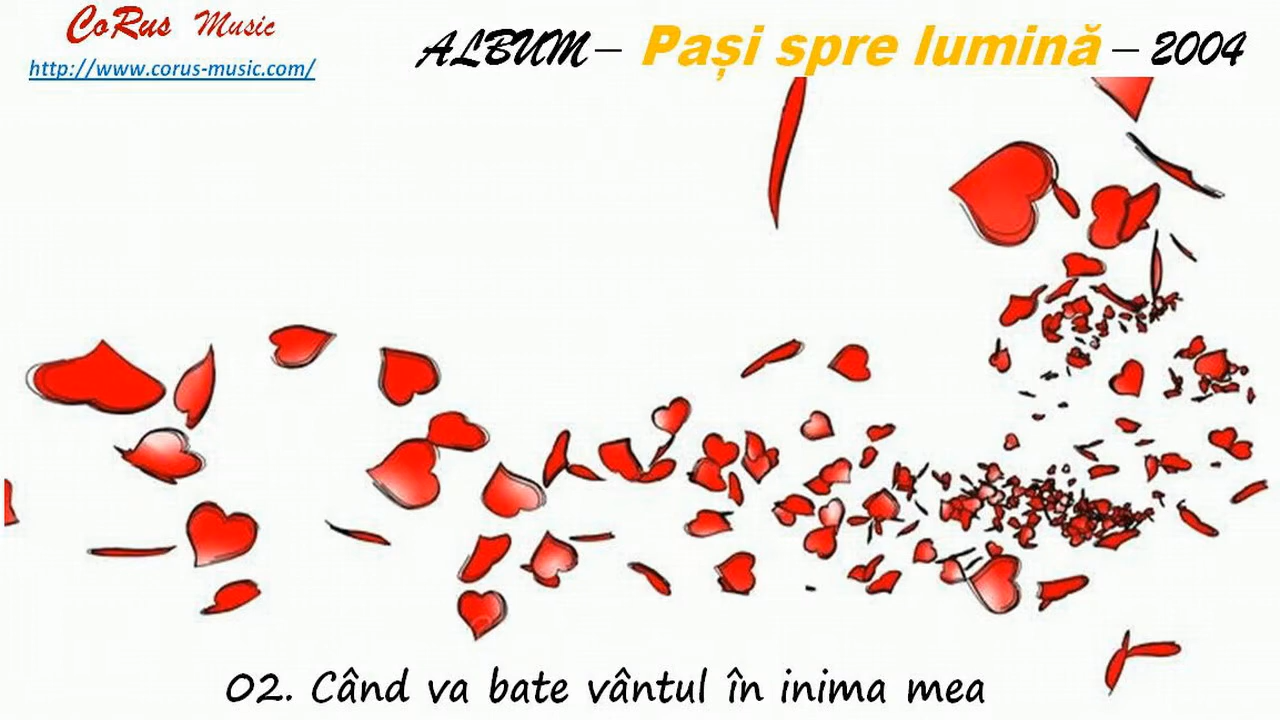 CoRus Music
http://www.corus-music.com/
ALBUM – Pași spre lumină – 2004
02. Când va bate vântul în inima mea